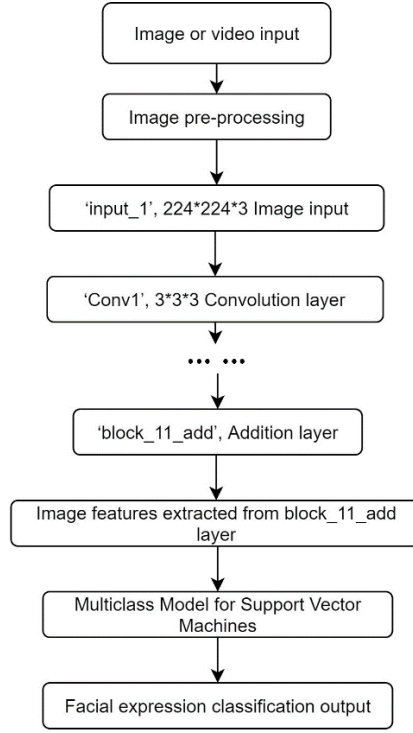 Image or video input
Image pre-processing
‘input_1’, 224*224*3 Image input
‘Conv1’, 3*3*3 Convolution layer
... ...
‘block_11_add’, Addition layer
Image features extracted from block_11_add
layer
Multiclass Model for Support Vector
Machines
Facial expression classification output